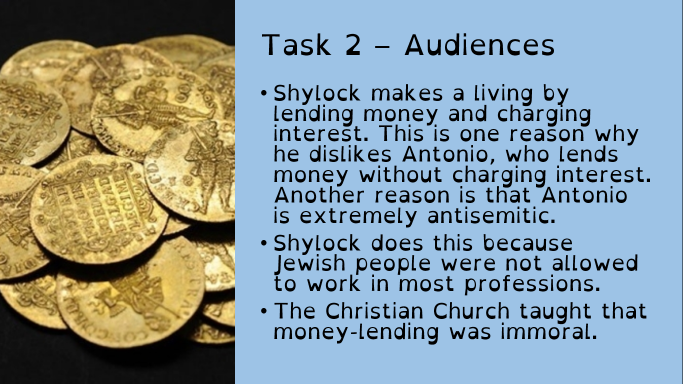 Task 2 – Audiences
• Shylock makes a living by
lending money and charging
interest. This is one reason why
he dislikes Antonio, who lends
money without charging interest.
Another reason is that Antonio
is extremely antisemitic.
• Shylock does this because
Jewish people were not allowed
to work in most professions.
• The Christian Church taught that
money-lending was immoral.